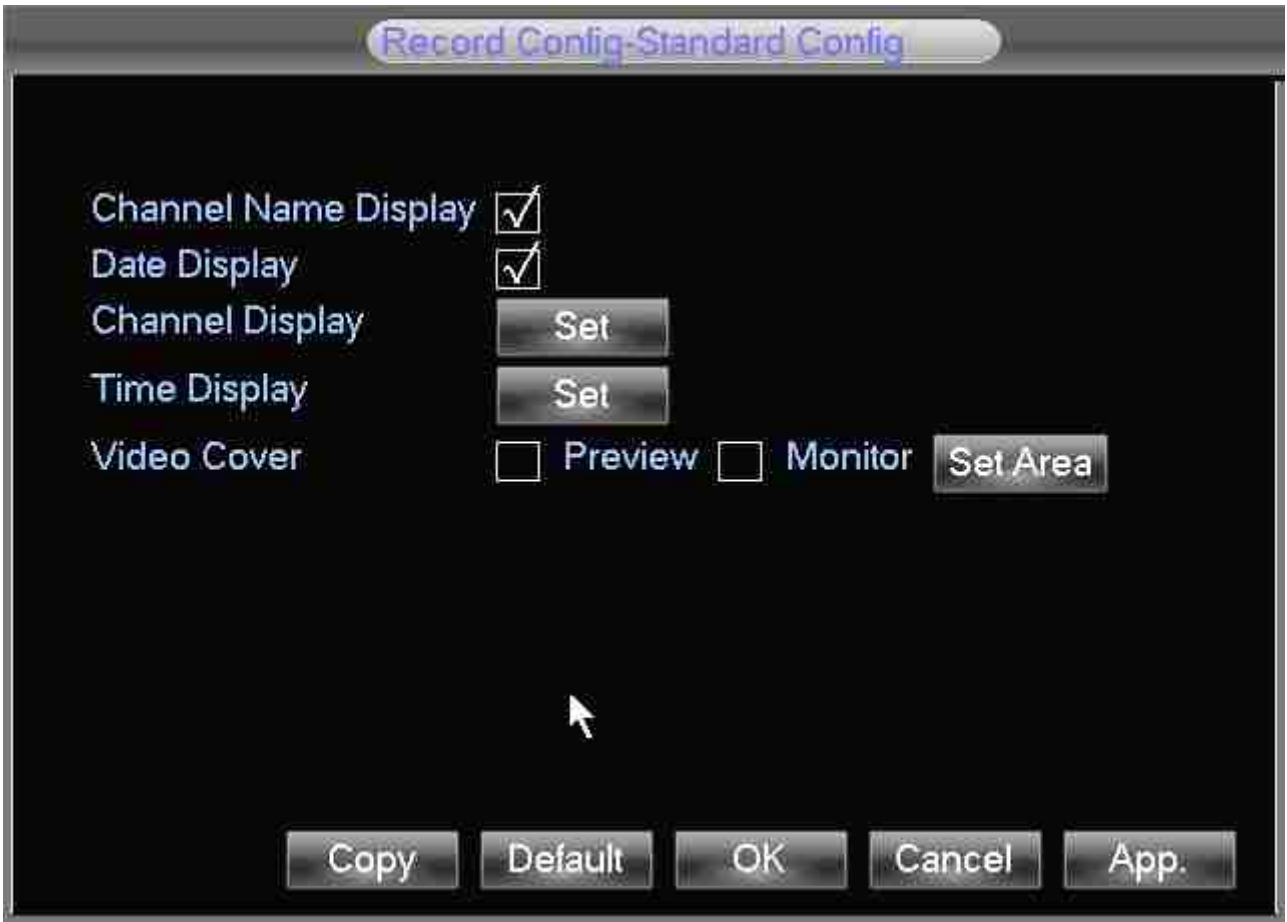 Record Config-Standard Config
Channel Name Display
Date Display
Channel Display Set
Time Display Set
Video Cover Preview Monitor Set Area
Copy Default OK Cancel App.